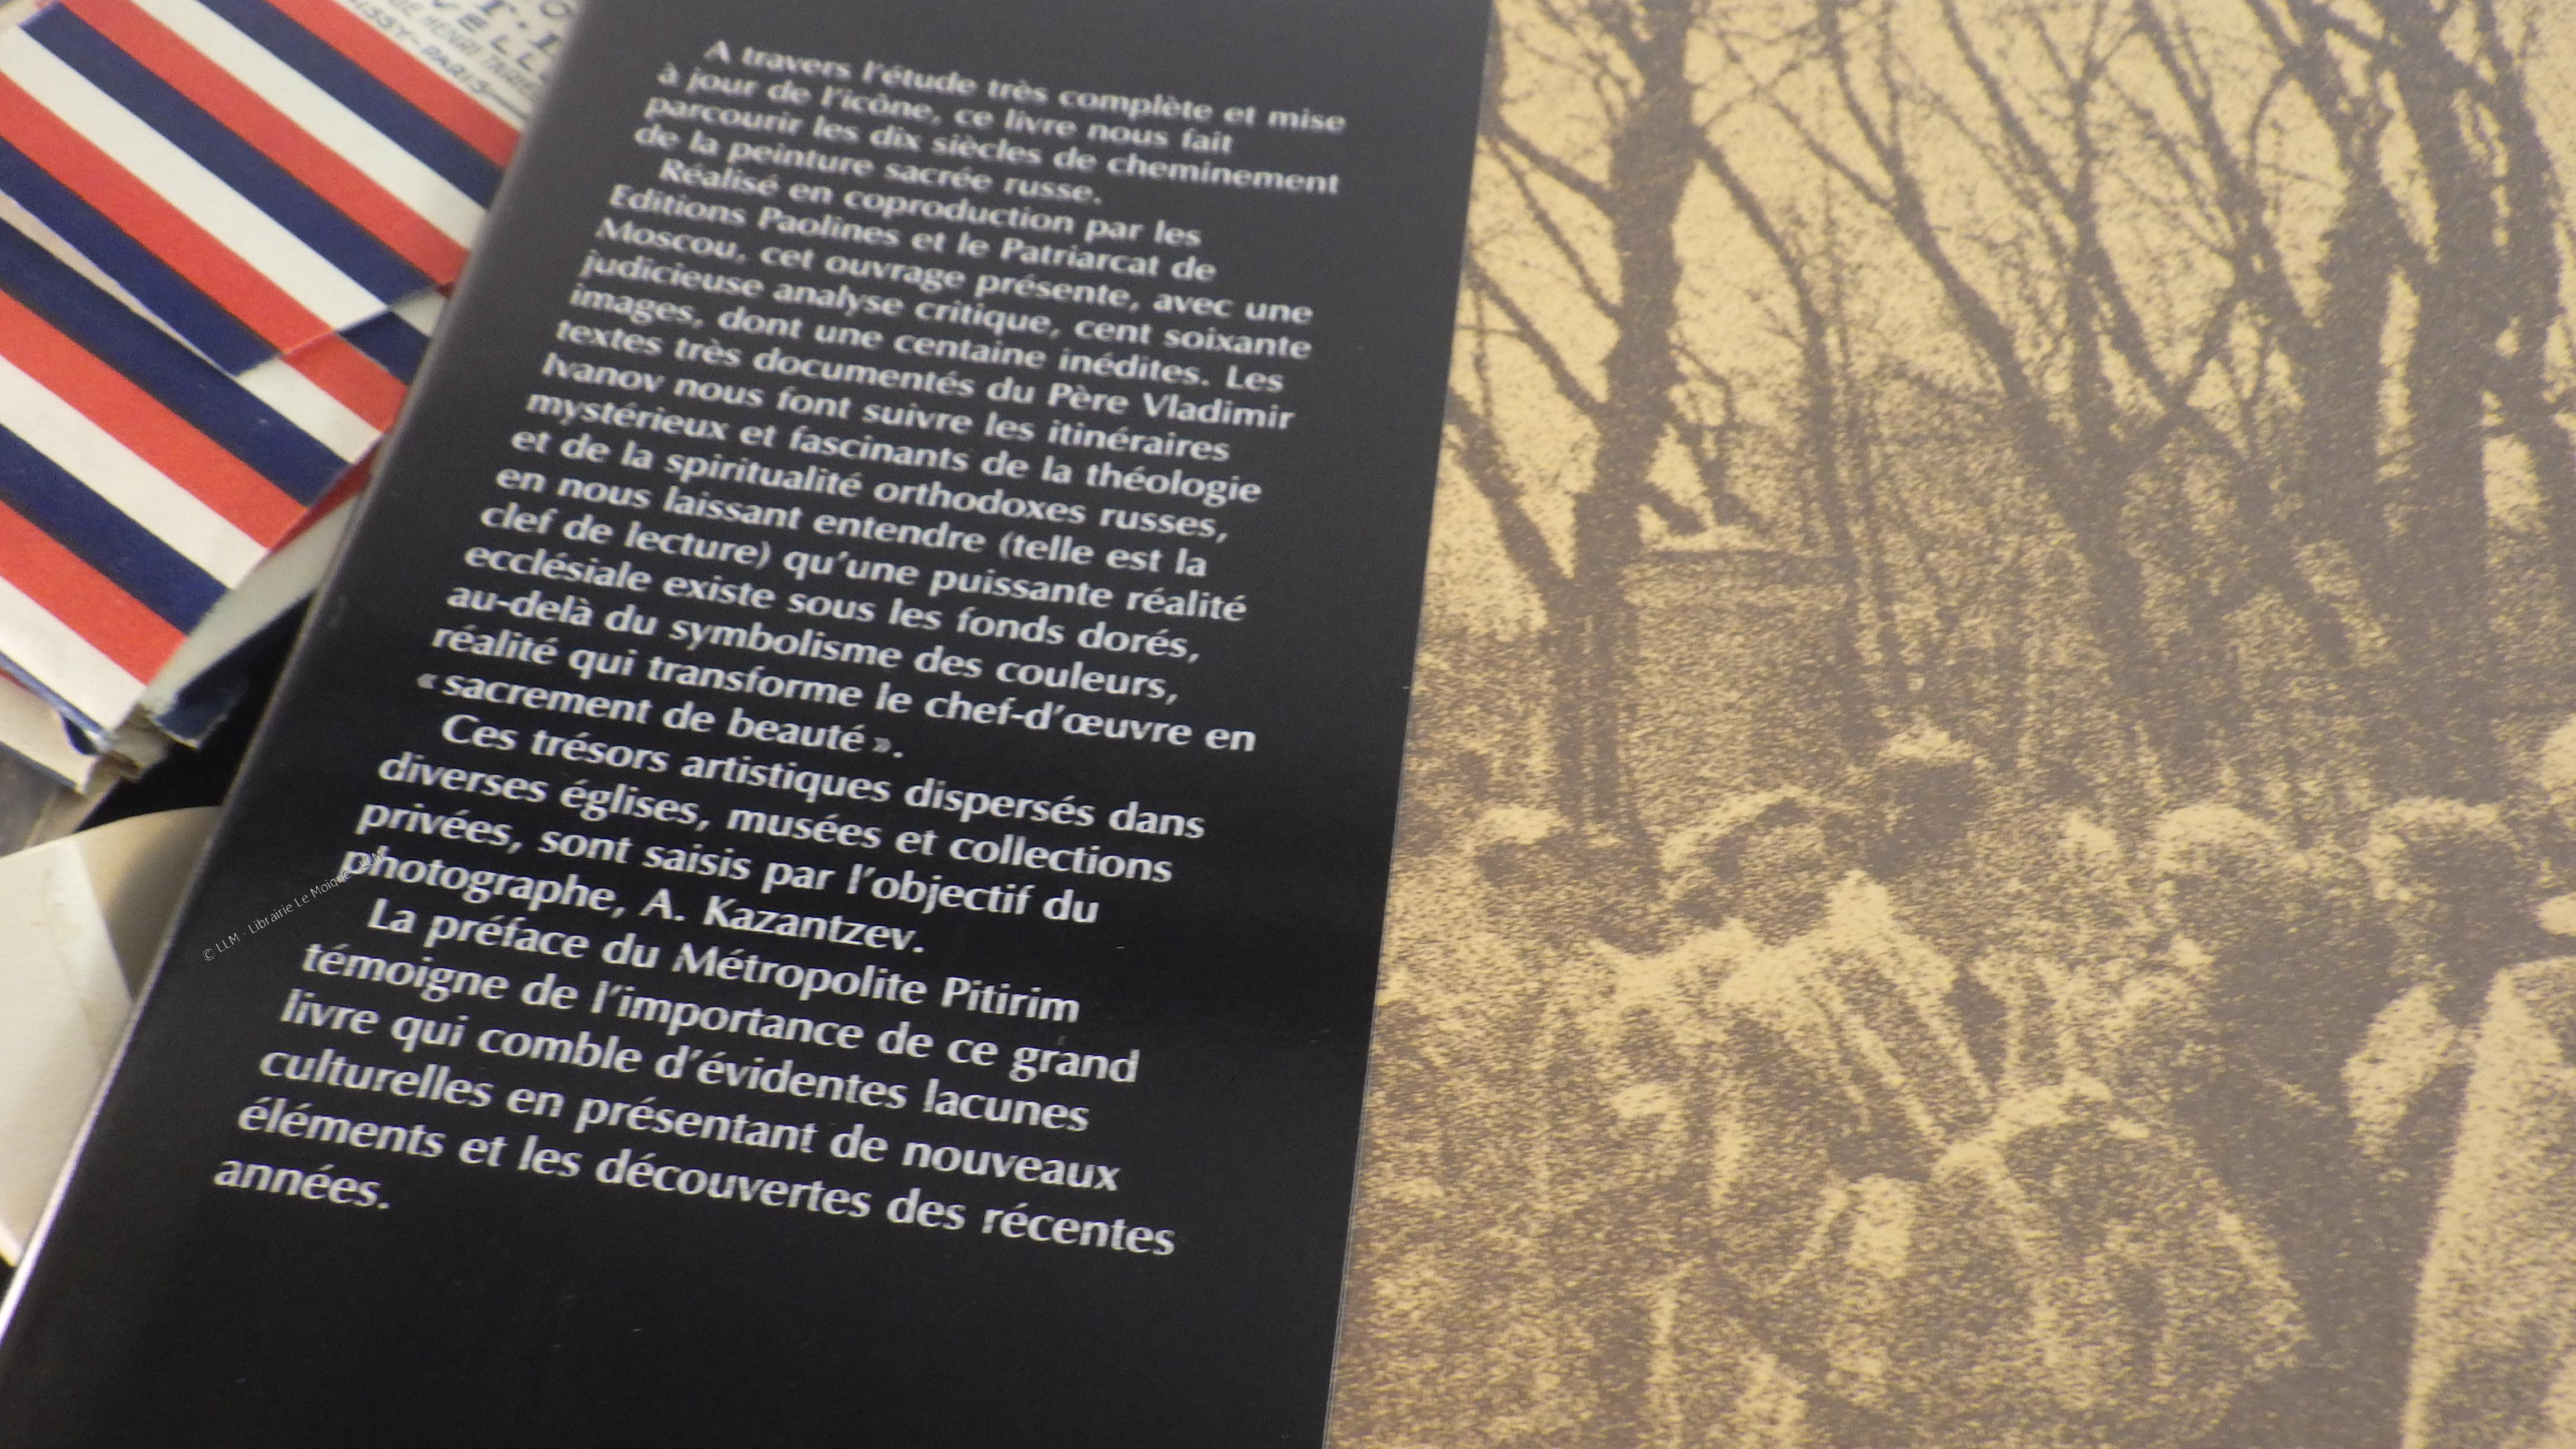 A travers l'étude très complète et mise
à jour de l'icône, ce livre nous fait
parcourir les dix siècles de cheminement
de la peinture sacrée russe.
Réalisé en coproduction par les
Editions Paolines et le Patriarcat de
Moscou, cet ouvrage présente, avec une
judicieuse analyse critique, cent soixante
images, dont une centaine inédites. Les
textes très documentés du Père Vladimir
Ivanov nous font suivre les itinéraires
mystérieux et fascinants de la théologie
et de la spiritualité orthodoxes russes,
en nous laissant entendre (telle est la
clef de lecture) qu'une puissante réalité
ecclésiale existe sous les fonds dorés,
au-delà du symbolisme des couleurs,
réalité qui transforme le chef-d'œuvre en
« sacrement de beauté ».
Ces trésors artistiques dispersés dans
diverses églises, musées et collections
privées, sont saisis par l'objectif du
photographe, A. Kazantzev.
La préface du Métropolite Pitirim
témoigne de l'importance de ce grand
livre qui comble d'évidentes lacunes
culturelles en présentant de nouveaux
éléments et les découvertes des récentes
années.
© LLM - Librairie Le Moigne - LLM
HENRI
ISSY-PARIS